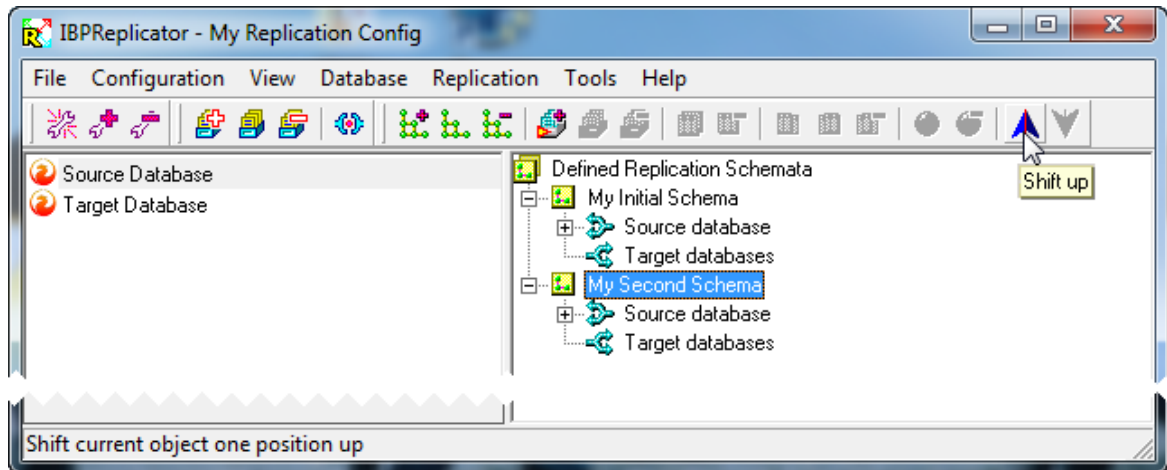 IBPReplicator - My Replication Config
File Configuration View Database Replication Tools Help
Shift up
Source Database
Target Database
Defined Replication Schemata
My Initial Schema
Source database
Target databases
My Second Schema
Source database
Target databases
Shift current object one position up